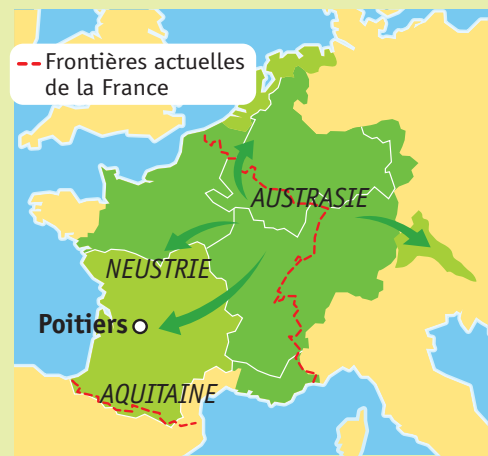 Frontières actuelles
de la France
AUSTRASIE
NEUSTRIE
Poitiers
AQUITAINE